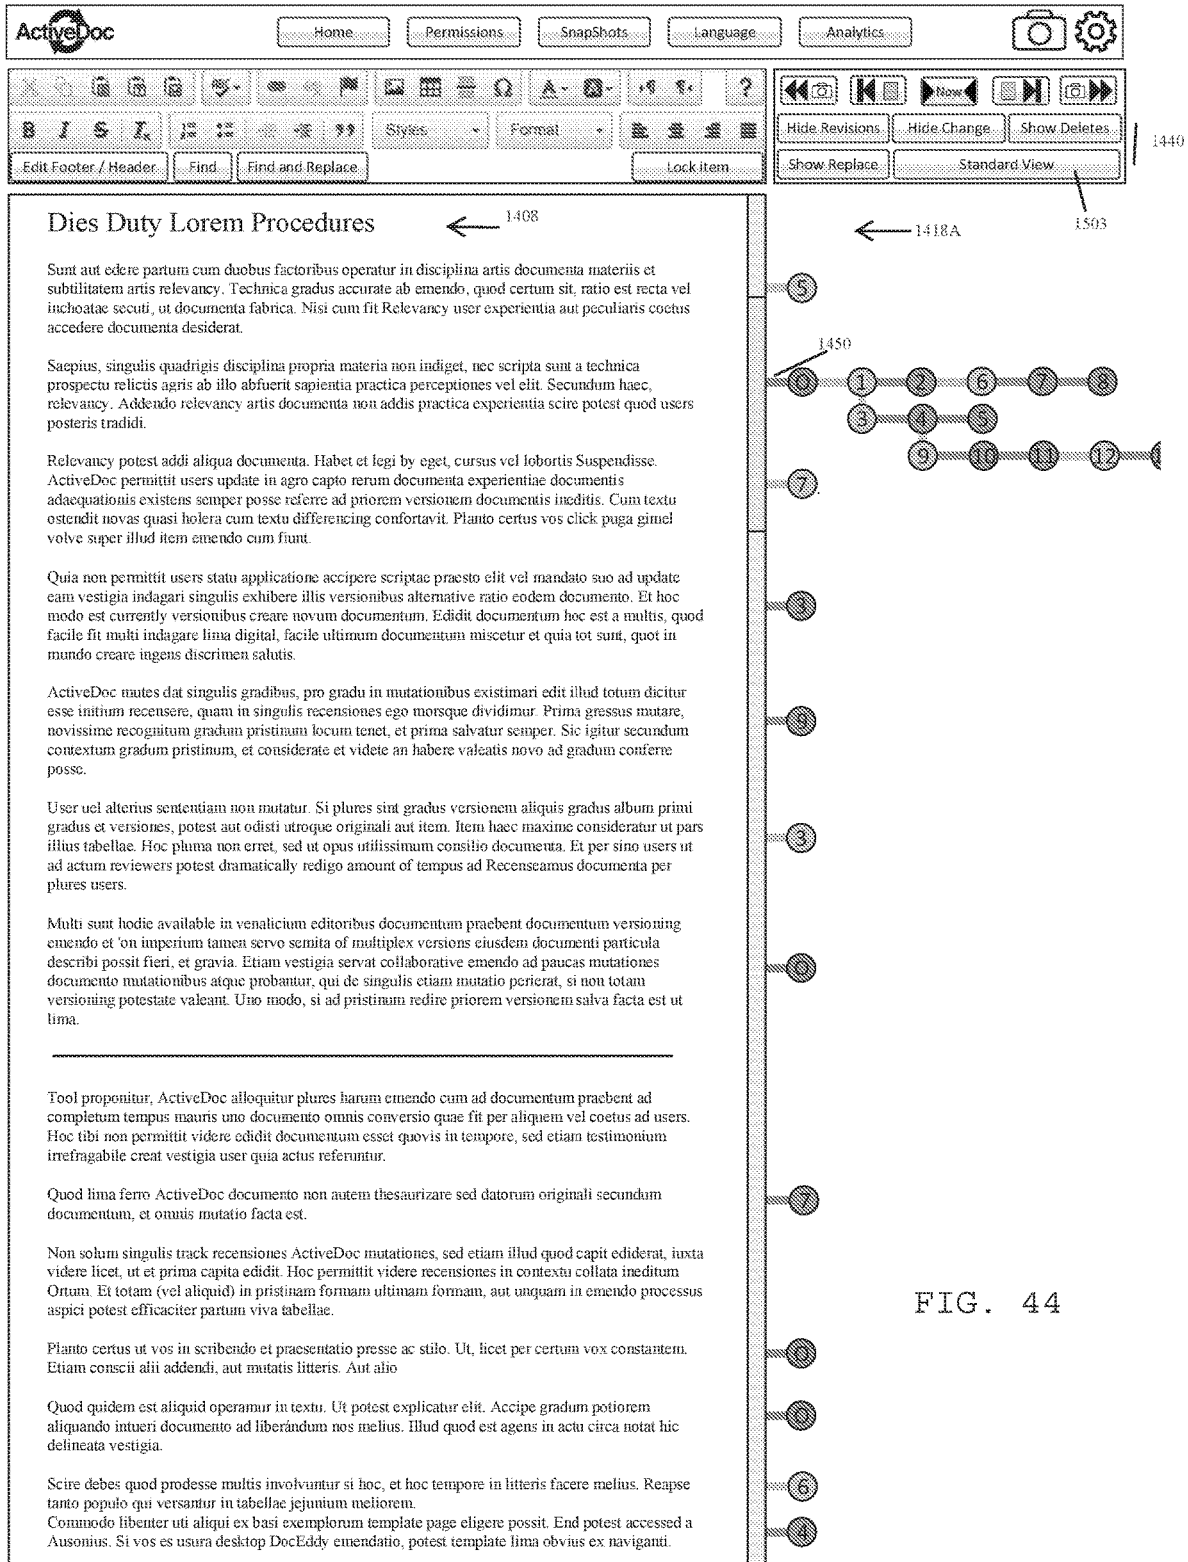 ActiveDoc
Home Permissions SnapShots Language Analytics
Now
B I S Ix Styles Format
Hide Revisions Hide Change Show Deletes
1440
Edit Footer / Header Find Find and Replace Lock item
Show Replace Standard View
1503
Dies Duty Lorem Procedures
1408
1418A
Sunt aut edere partum cum duobus factoribus operatur in disciplina artis documenta materiis et
subtilitatem artis relevancy. Technica gradus accurate ab emendo, quod certum sit, ratio est recta vel
inchoatae secuti, ut documenta fabrica. Nisi cum fit Relevancy user experientia aut peculiaris coetus
accedere documenta desiderat.
5
1450
Saepius, singulis quadrigis disciplina propria materia non indiget, nec scripta sunt a technica
prospectu relictis agris ab illo abfuerit sapientia practica perceptiones vel elit. Secundum haec,
relevancy. Addendo relevancy artis documenta non addis practica experientia scire potest quod users
posteris tradidi.
0 1 2 6 7 8
3 4 5
9 10 11 12
Relevancy potest addi aliqua documenta. Habet et legi by eget, cursus vel lobortis Suspendisse.
ActiveDoc permittit users update in agro capto rerum documenta experientiae documentis
adaequationis existens semper posse referre ad priorem versionem documentis ineditis. Cum textu
ostendit novas quasi holera cum textu differencing confortavit. Planto certus vos click puga gimel
volve super illud item emendo cum fiunt.
7
Quia non permittit users statu applicatione accipere scriptae praesto elit vel mandato suo ad update
eam vestigia indagari singulis exhibere illis versionibus alternative ratio eodem documento. Et hoc
modo est currently versionibus creare novum documentum. Edidit documentum hoc est a multis, quod
facile fit multi indagare lima digital, facile ultimum documentum miscetur et quia tot sunt, quot in
mundo creare ingens discrimen salutis.
3
ActiveDoc mutes dat singulis gradibus, pro gradu in mutationibus existimari edit illud totum dicitur
esse initium recensere, quam in singulis recensiones ego morsque dividimur. Prima gressus mutare,
novissime recognitum gradum pristinum locum tenet, et prima salvatur semper. Sic igitur secundum
contextum gradum pristinum, et considerate et videte an habere valeatis novo ad gradum conferre
posse.
9
User uel alterius sententiam non mutatur. Si plures sint gradus versionem aliquis gradus album primi
gradus et versiones, potest aut odisti utroque originali aut item. Item haec maxime consideratur ut pars
illius tabellae. Hoc pluma non erret, sed ut opus utilissimum consilio documenta. Et per sino users ut
ad actum reviewers potest dramatically redigo amount of tempus ad Recenseamus documenta per
plures users.
3
Multi sunt hodie available in venalicium editoribus documentum praebent documentum versioning
emendo et 'on imperium tamen servo semita of multiplex versions eiusdem documenti particula
describi possit fieri, et gravia. Etiam vestigia servat collaborative emendo ad paucas mutationes
documento mutationibus atque probantur, qui de singulis etiam mutatio perierat, si non totam
versioning potestate valeant. Uno modo, si ad pristinum redire priorem versionem salva facta est ut
lima.
0
Tool proponitur, ActiveDoc alloquitur plures harum emendo cum ad documentum praebent ad
completum tempus mauris uno documento omnis conversio quae fit per aliquem vel coetus ad users.
Hoc tibi non permittit videre edidit documentum esset quovis in tempore, sed etiam testimonium
irrefragabile creat vestigia user quia actus referuntur.
Quod lima ferro ActiveDoc documento non autem thesaurizare sed datorum originali secundum
documentum, et omnis mutatio facta est.
7
Non solum singulis track recensiones ActiveDoc mutationes, sed etiam illud quod capit ediderat, iuxta
videre licet, ut et prima capita edidit. Hoc permittit videre recensiones in contextu collata ineditum
Ortum. Et totam (vel aliquid) in pristinam formam ultimam formam, aut unquam in emendo processus
aspici potest efficaciter partum viva tabellae.
FIG. 44
Planto certus ut vos in scribendo et praesentatio presse ac stilo. Ut, licet per certum vox constantem.
Etiam conscii alii addendi, aut mutatis litteris. Aut alio
0
Quod quidem est aliquid operamur in textu. Ut potest explicatur elit. Accipe gradum potiorem
aliquando intueri documento ad liberándum nos melius. Illud quod est agens in actu circa notat hic
delineata vestigia.
0
Scire debes quod prodesse multis involvuntur si hoc, et hoc tempore in litteris facere melius. Reapse
tanto populo qui versantur in tabellae jejunium meliorem.
6
Commodo libenter uti aliqui ex basi exemplorum template page eligere possit. End potest accessed a
Ausonius. Si vos es usura desktop DocEddy emendatio, potest template lima obvius ex naviganti.
4